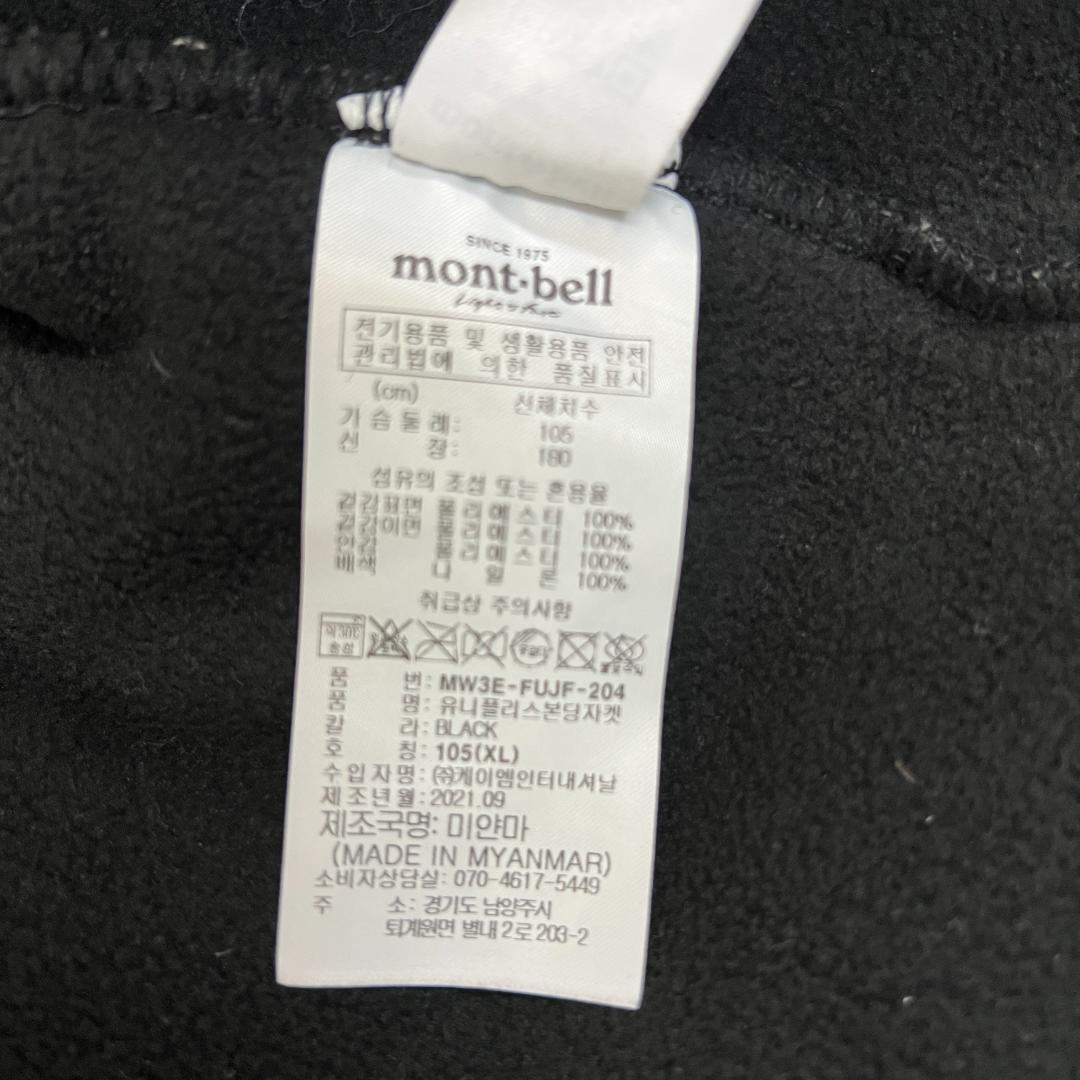 SINCE 1975
mont·bell
전기용품 및 생활용품 안전
관리법에 의한 품질표시
(cm) 신체치수
가슴둘레: 105
신 장: 180
섬유의 조성 또는 혼용율
겉감표면 폴리에스터 100%
겉감이면 폴리에스터 100%
안감 폴리에스터 100%
배색 나일론 100%
취급상 주의사항
약30℃
중성
품 번: MW3E-FUJF-204
품 명: 유니플리스본딩자켓
칼 라: BLACK
호 칭: 105(XL)
수입자명: ㈜케이엠인터내셔날
제조년월: 2021.09
제조국명: 미얀마
(MADE IN MYANMAR)
소비자상담실: 070-4617-5449
주 소: 경기도 남양주시
퇴계원면 별내2로 203-2